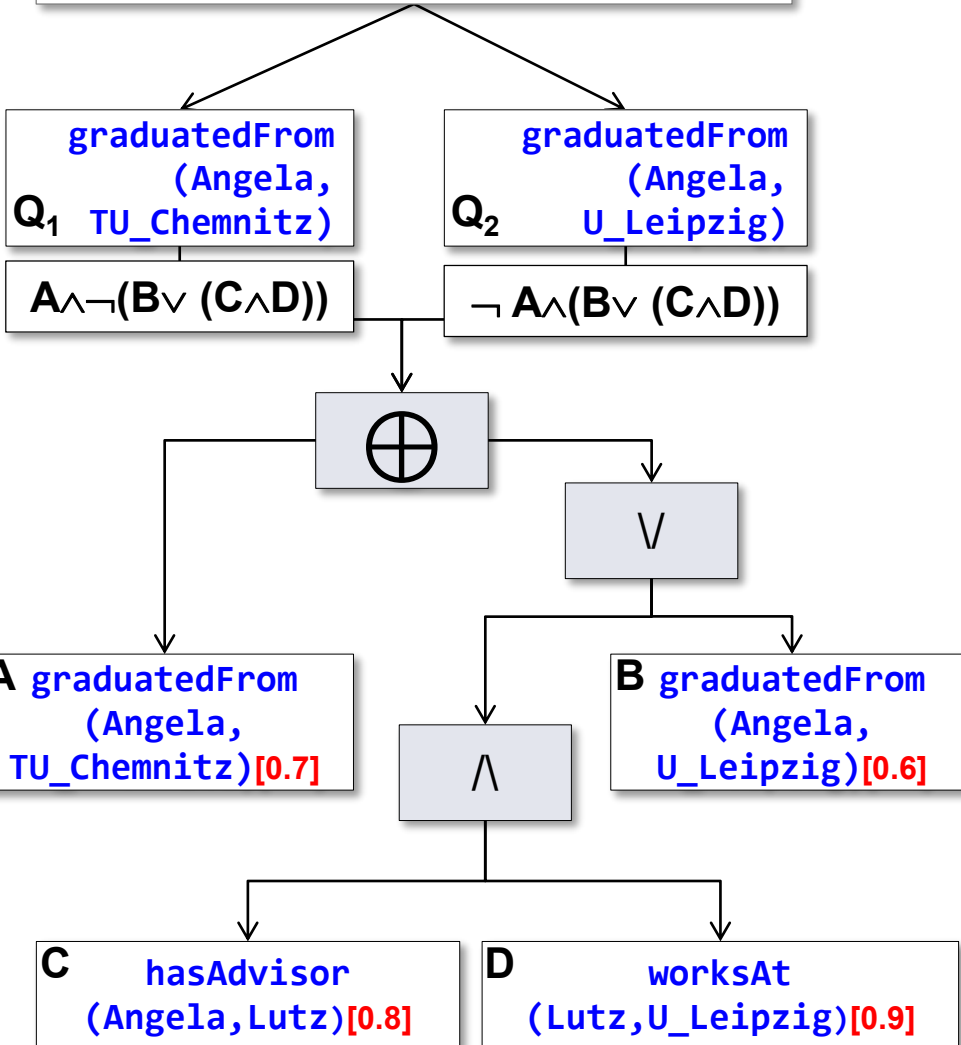 graduatedFrom
(Angela,
Q₁ TU_Chemnitz)
graduatedFrom
(Angela,
Q₂ U_Leipzig)
A∧¬(B∨ (C∧D))
¬ A∧(B∨ (C∧D))
⊕
\/
A graduatedFrom
(Angela,
TU_Chemnitz)[0.7]
B graduatedFrom
(Angela,
U_Leipzig)[0.6]
/\
C hasAdvisor
(Angela,Lutz)[0.8]
D worksAt
(Lutz,U_Leipzig)[0.9]